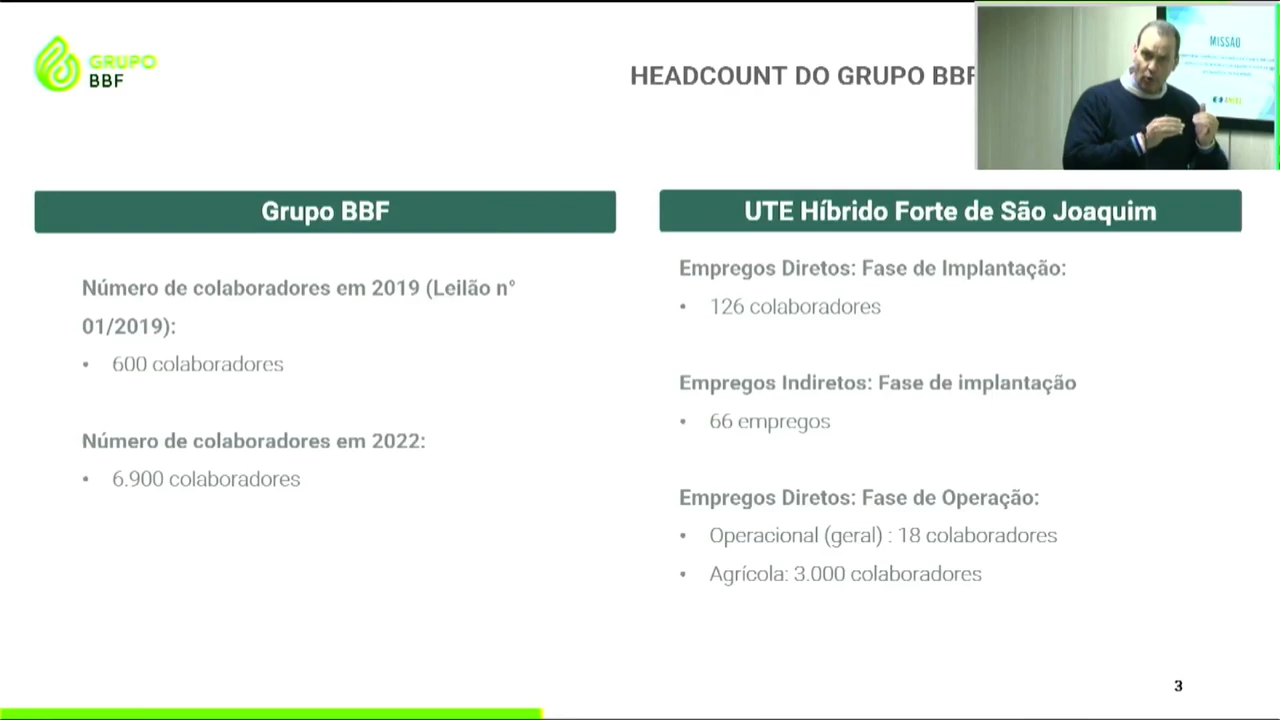 GRUPO
BBF
HEADCOUNT DO GRUPO BBF
MISSÃO
Grupo BBF
Número de colaboradores em 2019 (Leilão n°
01/2019):
• 600 colaboradores
Número de colaboradores em 2022:
• 6.900 colaboradores
UTE Híbrido Forte de São Joaquim
Empregos Diretos: Fase de Implantação:
• 126 colaboradores
Empregos Indiretos: Fase de implantação
• 66 empregos
Empregos Diretos: Fase de Operação:
• Operacional (geral) : 18 colaboradores
• Agrícola: 3.000 colaboradores
3